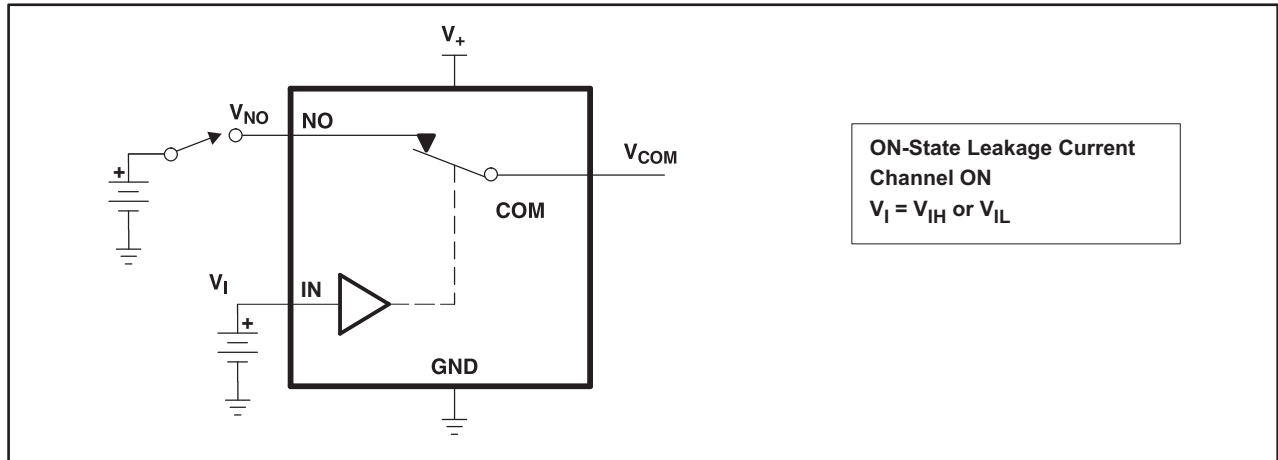 V+
VNO
NO
VCOM
COM
+
VI
IN
+
GND
ON-State Leakage Current
Channel ON
VI = VIH or VIL